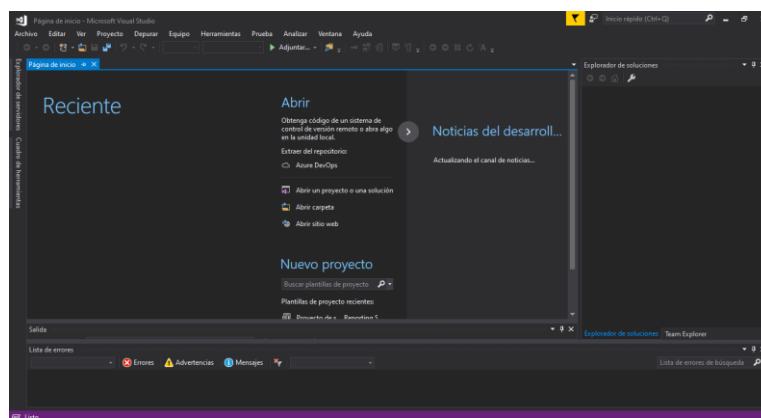 Página de inicio - Microsoft Visual Studio
Inicio rápido (Ctrl+Q)
Archivo Editar Ver Proyecto Depurar Equipo Herramientas Prueba Analizar Ventana Ayuda
Adjuntar...
Explorador de servidores
Cuadro de herramientas
Página de inicio
Reciente
Abrir
Obtenga código de un sistema de
control de versión remoto o abra algo
en la unidad local.
Extraer del repositorio:
Azure DevOps
Abrir un proyecto o una solución
Abrir carpeta
Abrir sitio web
Nuevo proyecto
Buscar plantillas de proyecto
Plantillas de proyecto recientes:
Proyecto de s... Reporting S...
Noticias del desarroll...
Actualizando el canal de noticias...
Explorador de soluciones
Explorador de soluciones Team Explorer
Salida
Lista de errores
Errores Advertencias Mensajes
Lista de errores de búsqueda
Listo